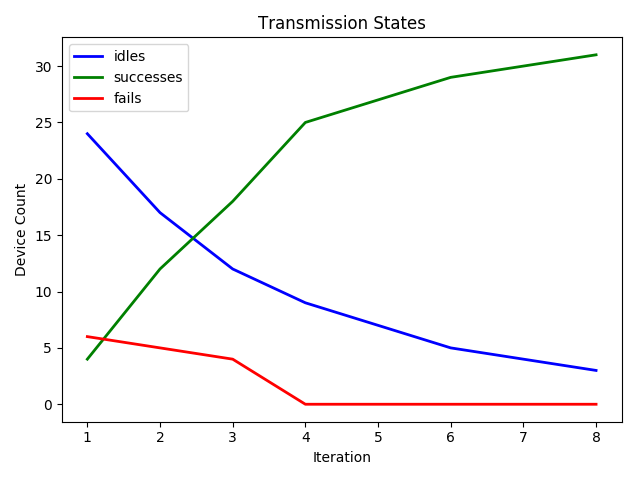 Transmission States
idles
successes
fails
Device Count
30
25
20
15
10
5
0
1 2 3 4 5 6 7 8
Iteration